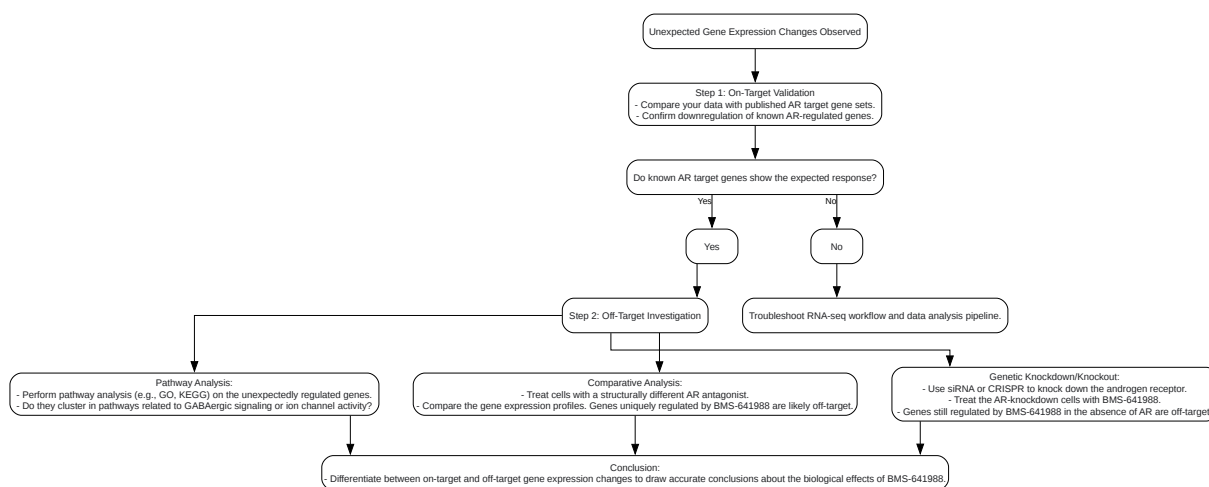 Unexpected Gene Expression Changes Observed
Step 1: On-Target Validation
- Compare your data with published AR target gene sets.
- Confirm downregulation of known AR-regulated genes.
Do known AR target genes show the expected response?
Yes
No
Yes
No
Step 2: Off-Target Investigation
Troubleshoot RNA-seq workflow and data analysis pipeline.
Pathway Analysis:
- Perform pathway analysis (e.g., GO, KEGG) on the unexpectedly regulated genes.
- Do they cluster in pathways related to GABAergic signaling or ion channel activity?
Comparative Analysis:
- Treat cells with a structurally different AR antagonist.
- Compare the gene expression profiles. Genes uniquely regulated by BMS-641988 are likely off-target.
Genetic Knockdown/Knockout:
- Use siRNA or CRISPR to knock down the androgen receptor.
- Treat the AR-knockdown cells with BMS-641988.
- Genes still regulated by BMS-641988 in the absence of AR are off-target
Conclusion:
- Differentiate between on-target and off-target gene expression changes to draw accurate conclusions about the biological effects of BMS-641988.